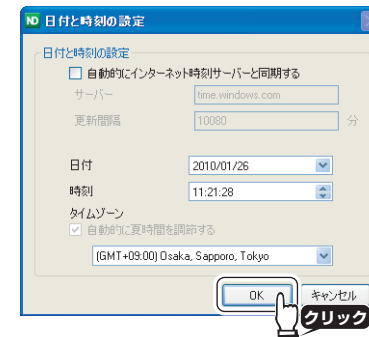 ND 日付と時刻の設定
日付と時刻の設定
自動的にインターネット時刻サーバーと同期する
サーバー time.windows.com
更新間隔 10080 分
日付 2010/01/26
時刻 11:21:28
タイムゾーン
自動的に夏時間を調節する
(GMT+09:00) Osaka, Sapporo, Tokyo
OK キャンセル
クリック